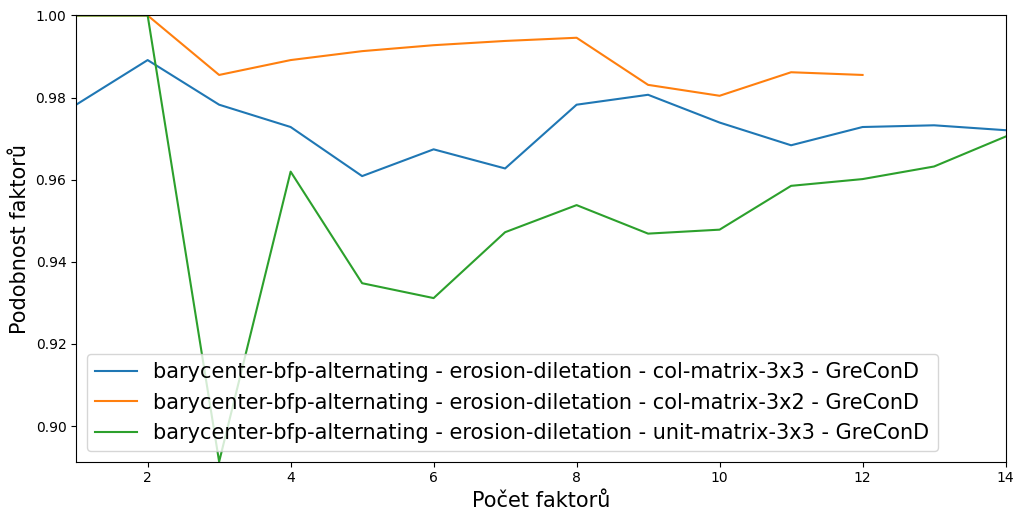 1.00
0.98
0.96
0.94
0.92
0.90
Podobnost faktorů
barycenter-bfp-alternating - erosion-diletation - col-matrix-3x3 - GreConD
barycenter-bfp-alternating - erosion-diletation - col-matrix-3x2 - GreConD
barycenter-bfp-alternating - erosion-diletation - unit-matrix-3x3 - GreConD
2 4 6 8 10 12 14
Počet faktorů